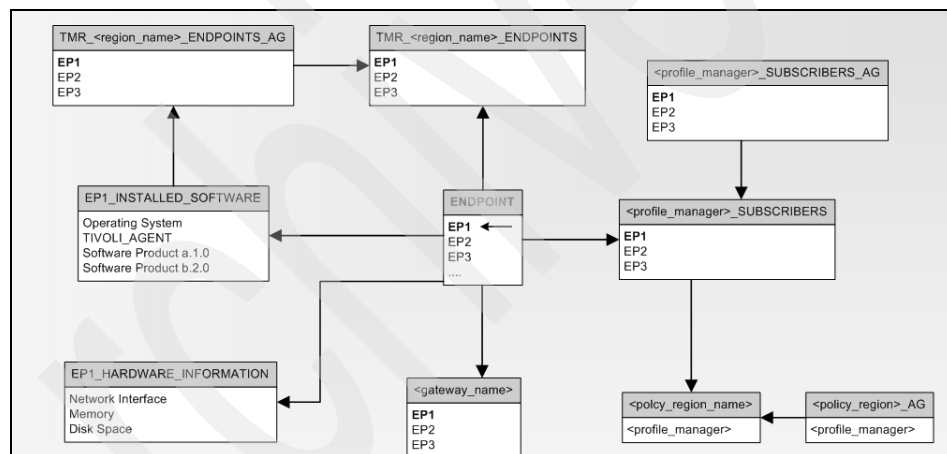 TMR_<region_name>_ENDPOINTS_AG
EP1
EP2
EP3
TMR_<region_name>_ENDPOINTS
EP1
EP2
EP3
<profile_manager>_SUBSCRIBERS_AG
EP1
EP2
EP3
EP1_INSTALLED_SOFTWARE
Operating System
TIVOLI_AGENT
Software Product a.1.0
Software Product b.2.0
ENDPOINT
EP1
EP2
EP3
....
<profile_manager>_SUBSCRIBERS
EP1
EP2
EP3
EP1_HARDWARE_INFORMATION
Network Interface
Memory
Disk Space
<gateway_name>
EP1
EP2
EP3
<polcy_region_name>
<profile_manager>
<policy_region>_AG
<profile_manager>